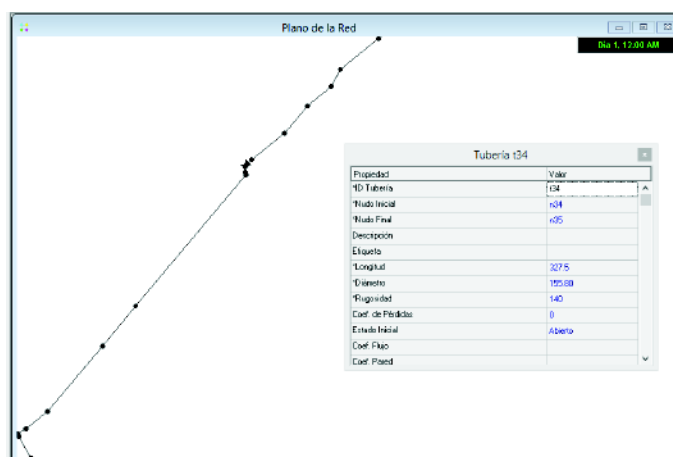 Plano de la Red
Día 1, 12:00 AM
Tubería t34
Propiedad Valor
*ID Tubería t34
*Nudo Inicial n34
*Nudo Final n35
Descripción
Etiqueta
*Longitud 327.5
*Diámetro 155.80
*Rugosidad 140
Coef. de Pérdidas 0
Estado Inicial Abierto
Coef. Flujo
Coef. Pared